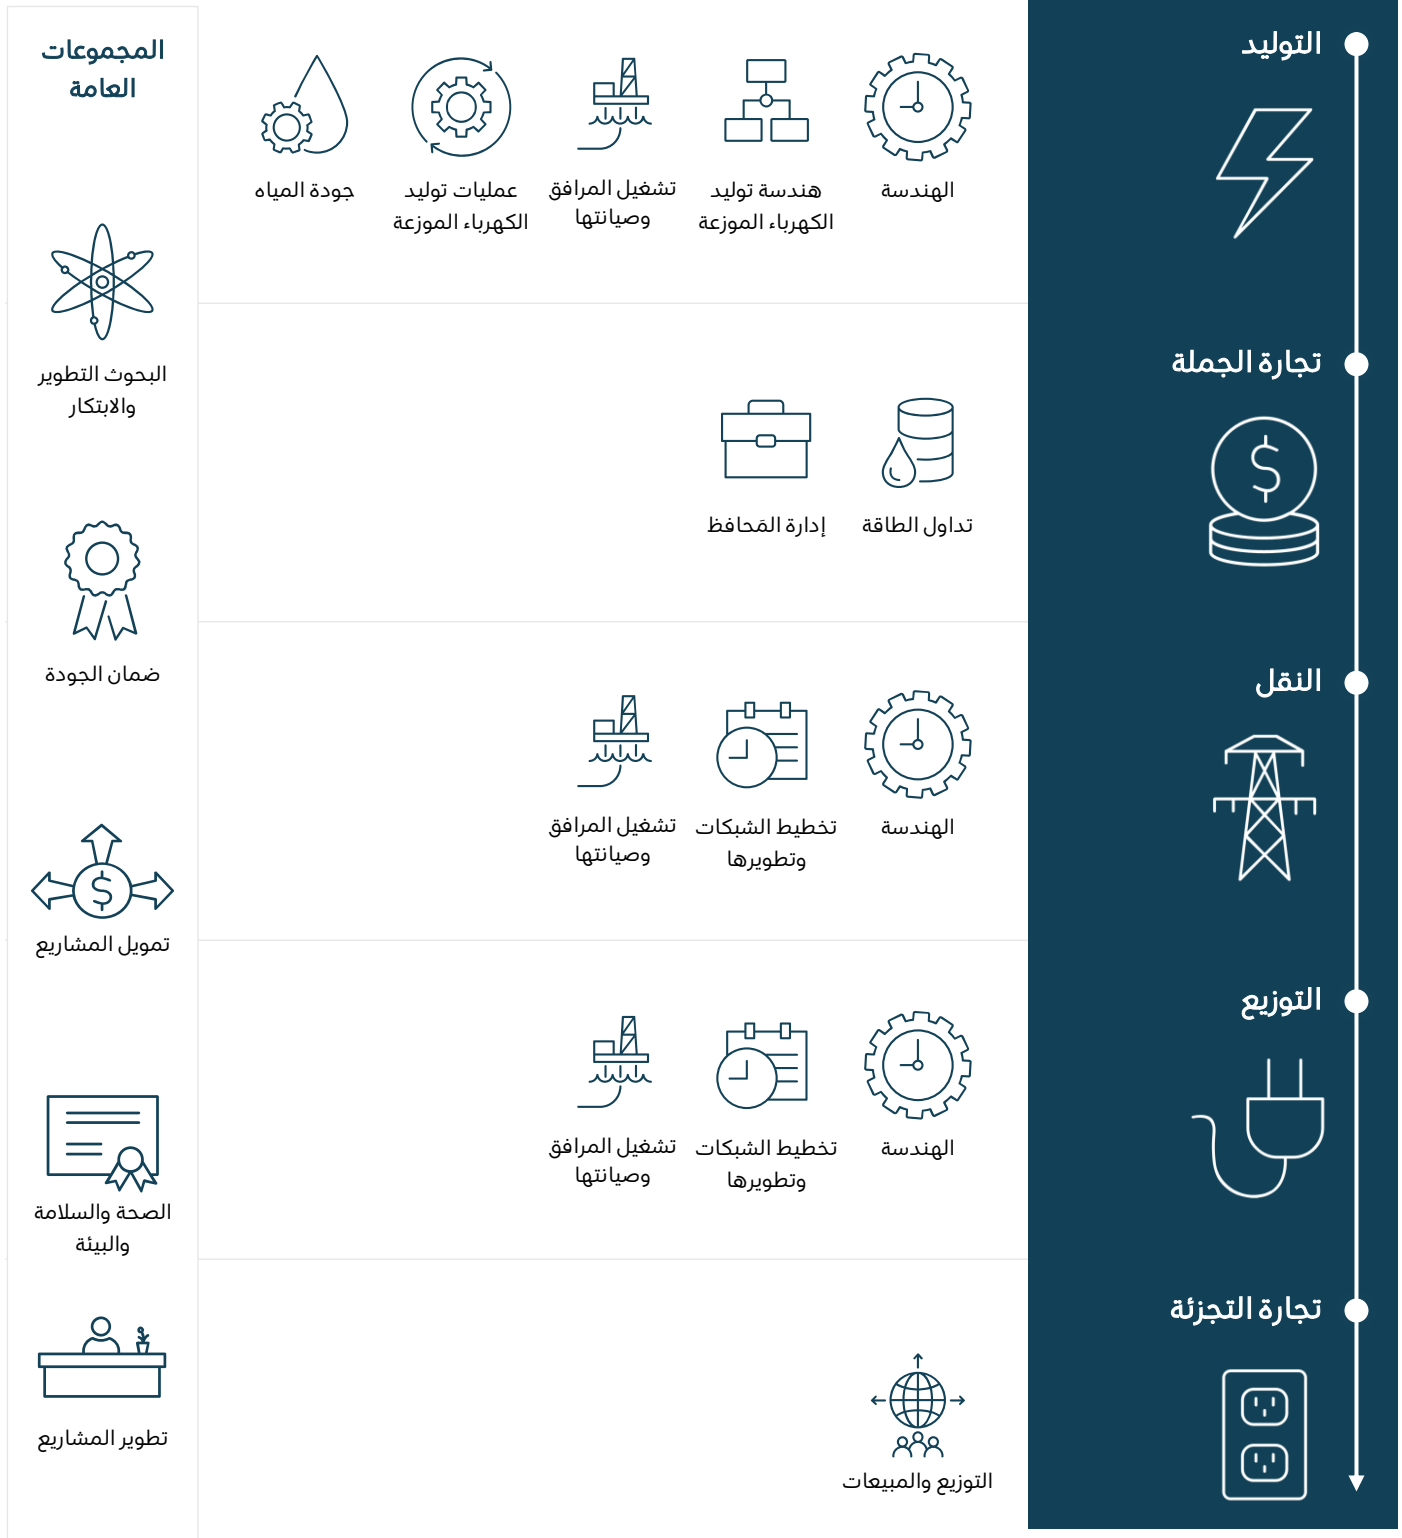 التوليد
الهندسة
هندسة توليد
الكهرباء الموزعة
تشغيل المرافق
وصيانتها
عمليات توليد
الكهرباء الموزعة
جودة المياه
تجارة الجملة
$
تداول الطاقة
إدارة المَحافظ
النقل
الهندسة
تخطيط الشبكات
وتطويرها
تشغيل المرافق
وصيانتها
التوزيع
الهندسة
تخطيط الشبكات
وتطويرها
تشغيل المرافق
وصيانتها
تجارة التجزئة
التوزيع والمبيعات
المجموعات
العامة
البحوث التطوير
والابتكار
ضمان الجودة
$
تمويل المشاريع
الصحة والسلامة
والبيئة
تطوير المشاريع